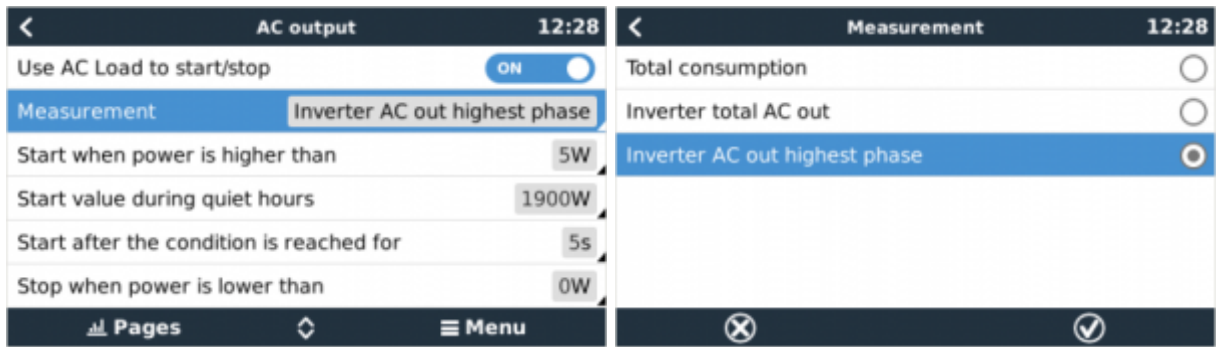 AC output 12:28
Use AC Load to start/stop ON
Measurement Inverter AC out highest phase
Start when power is higher than 5W
Start value during quiet hours 1900W
Start after the condition is reached for 5s
Stop when power is lower than 0W
Pages Menu
Measurement 12:28
Total consumption
Inverter total AC out
Inverter AC out highest phase